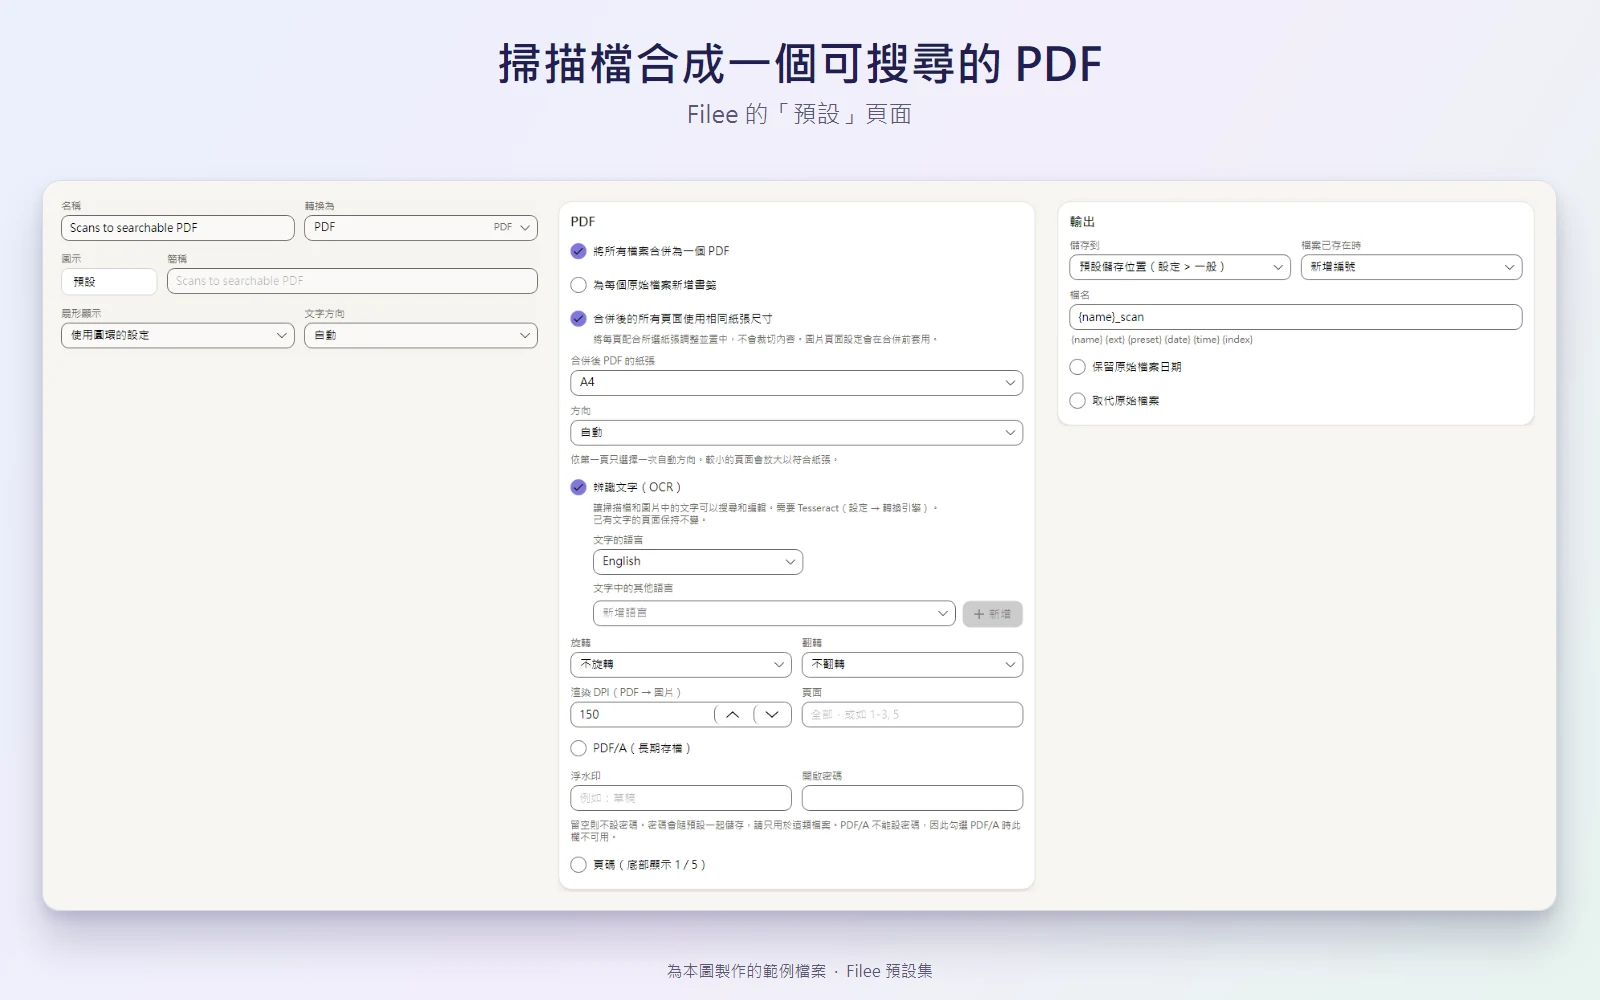 掃描檔合成一個可搜尋的 PDF
Filee 的「預設」頁面
名稱
Scans to searchable PDF
轉換為
PDF
PDF
圖示
預設
簡稱
Scans to searchable PDF
扇形顯示
使用圓環的設定
文字方向
自動
PDF
將所有檔案合併為一個 PDF
為每個原始檔案新增書籤
合併後的所有頁面使用相同紙張尺寸
將每頁配合所選紙張調整並置中，不會裁切內容。圖片頁面設定會在合併前套用。
合併後 PDF 的紙張
A4
方向
自動
依第一頁只選擇一次自動方向。較小的頁面會放大以符合紙張。
辨識文字（OCR）
讓掃描檔和圖片中的文字可以搜尋和編輯。需要 Tesseract（設定 → 轉換引擎）。
已有文字的頁面保持不變。
文字的語言
English
文字中的其他語言
新增語言
新增
旋轉
不旋轉
翻轉
不翻轉
渲染 DPI（PDF → 圖片）
150
頁面
全部，或如 1-3, 5
PDF/A（長期存檔）
浮水印
例如：草稿
開啟密碼
留空則不設密碼。密碼會隨預設一起儲存，請只用於這類檔案。PDF/A 不能設密碼，因此勾選 PDF/A 時此
欄不可用。
頁碼（底部顯示 1 / 5）
輸出
儲存到
預設儲存位置（設定 > 一般）
檔案已存在時
新增編號
檔名
{name}_scan
{name} {ext} {preset} {date} {time} {index}
保留原始檔案日期
取代原始檔案
為本圖製作的範例檔案 · Filee 預設集